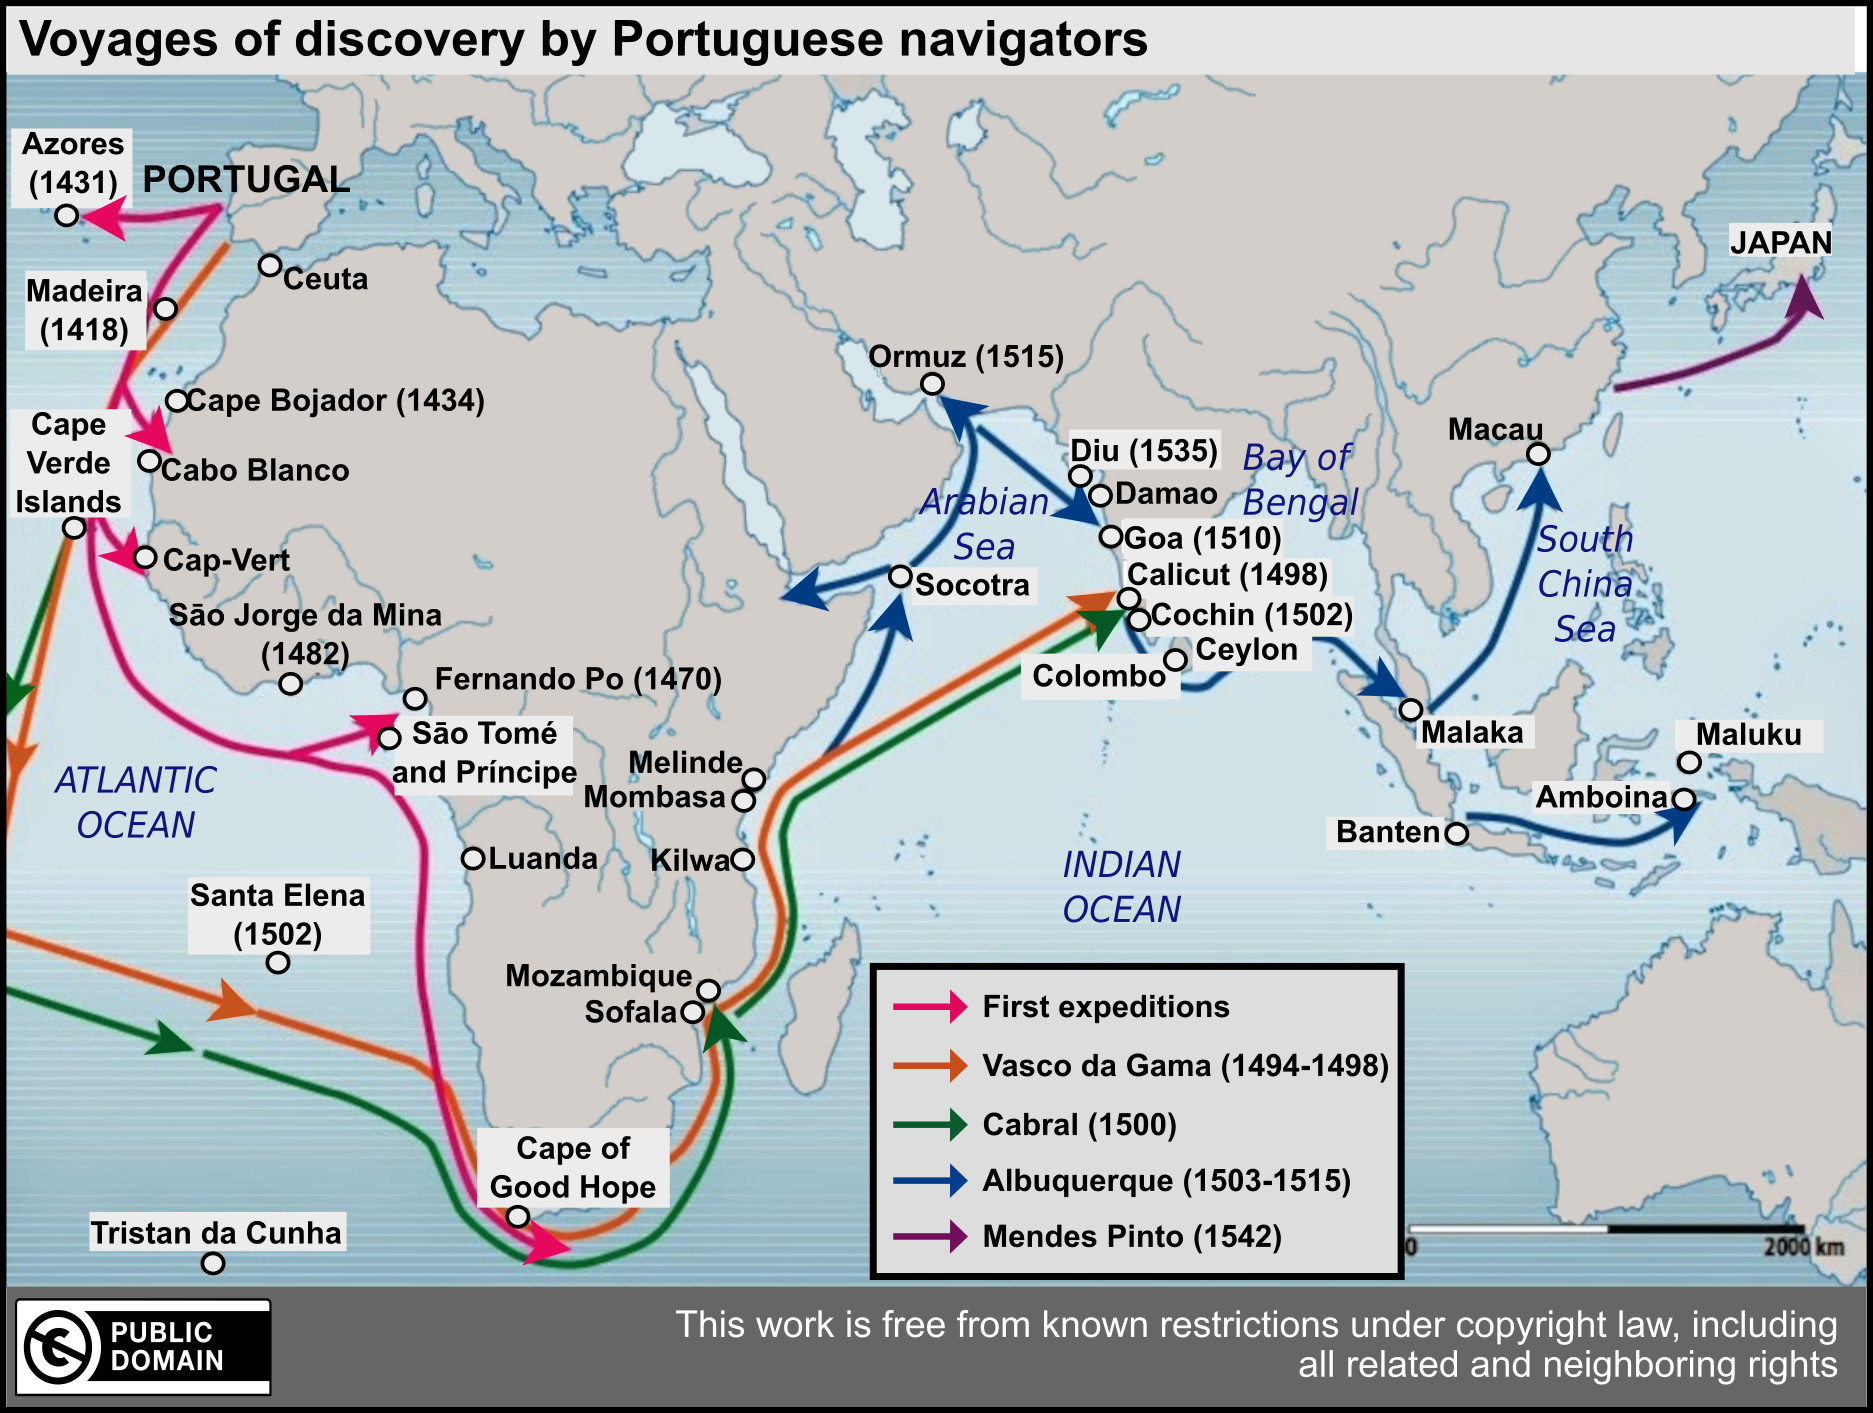 Voyages of discovery by Portuguese navigators
Azores
(1431)
PORTUGAL
Ceuta
Madeira
(1418)
JAPAN
Ormuz (1515)
Cape Bojador (1434)
Cape
Verde
Islands
Cabo Blanco
Macau
Diu (1535)
Damao
Bay of
Bengal
Arabian
Sea
Goa (1510)
South
China
Sea
Cap-Vert
Calicut (1498)
Socotra
Cochin (1502)
Ceylon
Colombo
São Jorge da Mina
(1482)
Fernando Po (1470)
São Tomé
and Príncipe
Malaka
Maluku
Melinde
Mombasa
Amboina
Banten
ATLANTIC
OCEAN
Luanda
Kilwa
INDIAN
OCEAN
Santa Elena
(1502)
Mozambique
Sofala
Cape of
Good Hope
Tristan da Cunha
First expeditions
Vasco da Gama (1494-1498)
Cabral (1500)
Albuquerque (1503-1515)
Mendes Pinto (1542)
0 2000 km
PUBLIC
DOMAIN
This work is free from known restrictions under copyright law, including
all related and neighboring rights